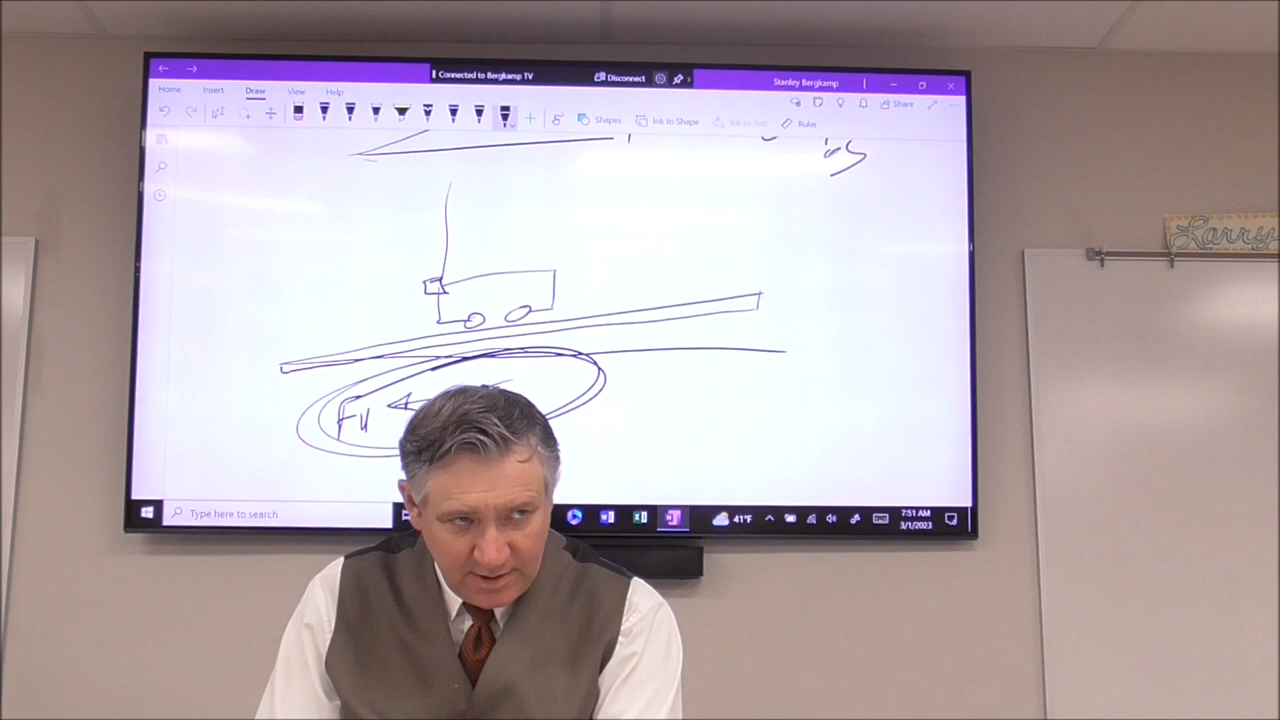 Connected to Bergkamp TV
Disconnect
Stanley Bergkamp
Home Insert Draw View Help
Share
Shapes
Ink to Shape
Ink to Text
Ruler
Larry
F11
Type here to search
41°F
7:51 AM
3/1/2023